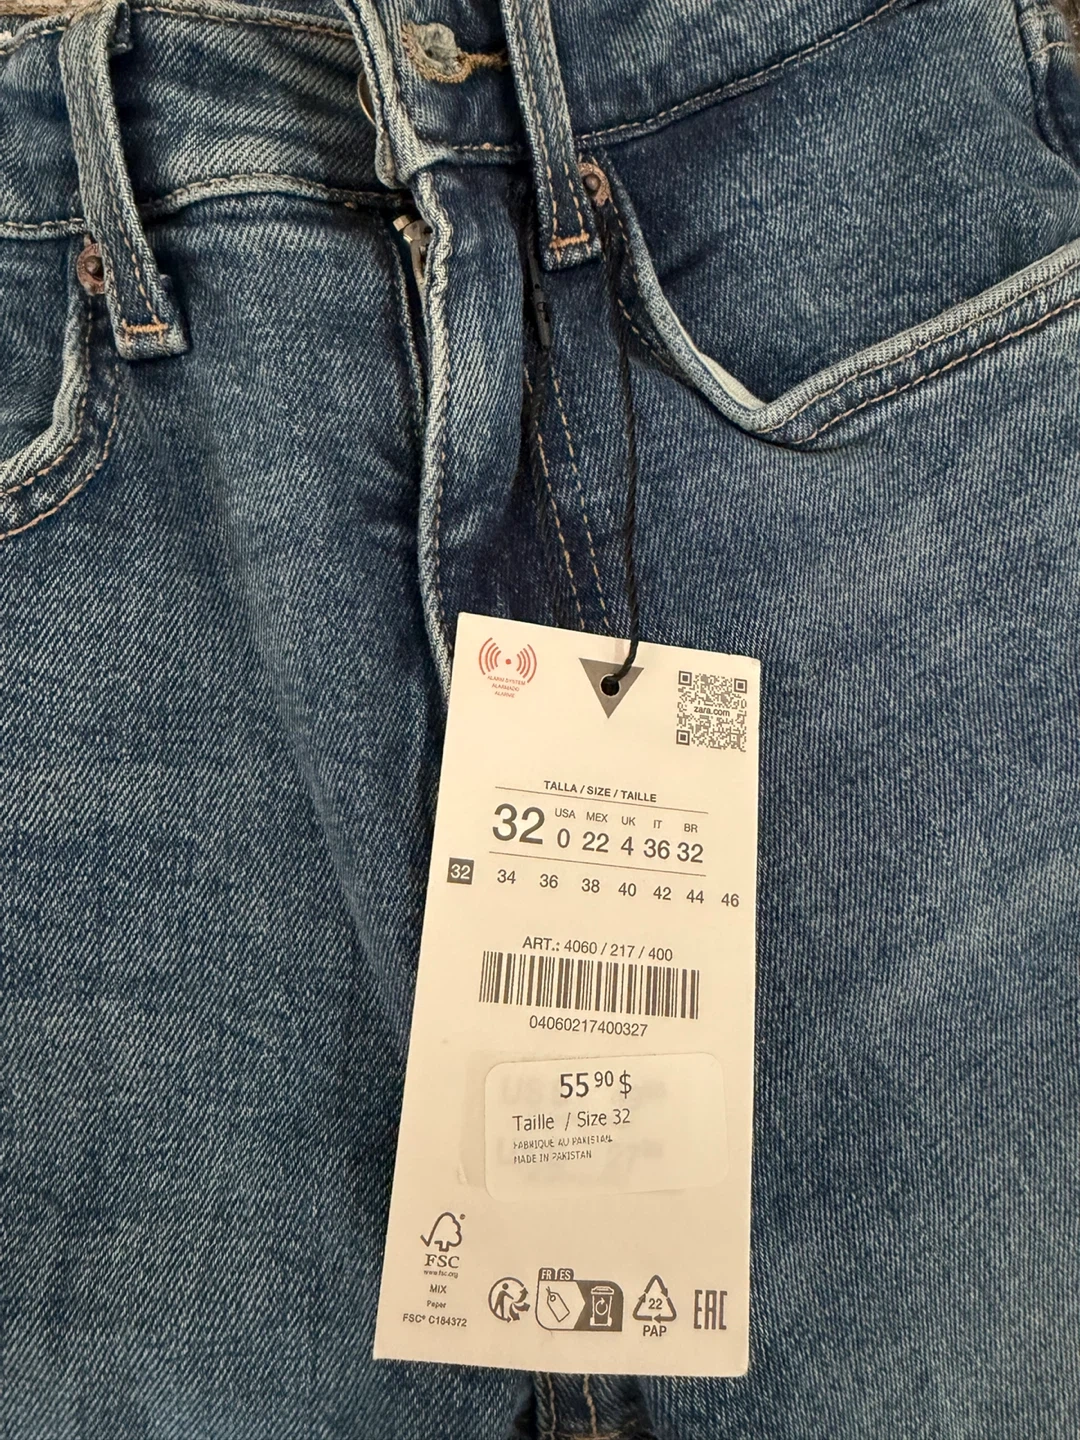 ALARM SYSTEM
ALARMADO
ALARME
zara.com
TALLA / SIZE / TAILLE
32 USA 0 MEX 22 UK 4 IT 36 BR 32
32 34 36 38 40 42 44 46
ART.: 4060 / 217 / 400
04060217400327
55 90 $
Taille / Size 32
FABRIQUÉ AU PAKISTAN
MADE IN PAKISTAN
FSC®
www.fsc.org
MIX
Paper
FSC® C184372
FR ES
22
PAP
EAC